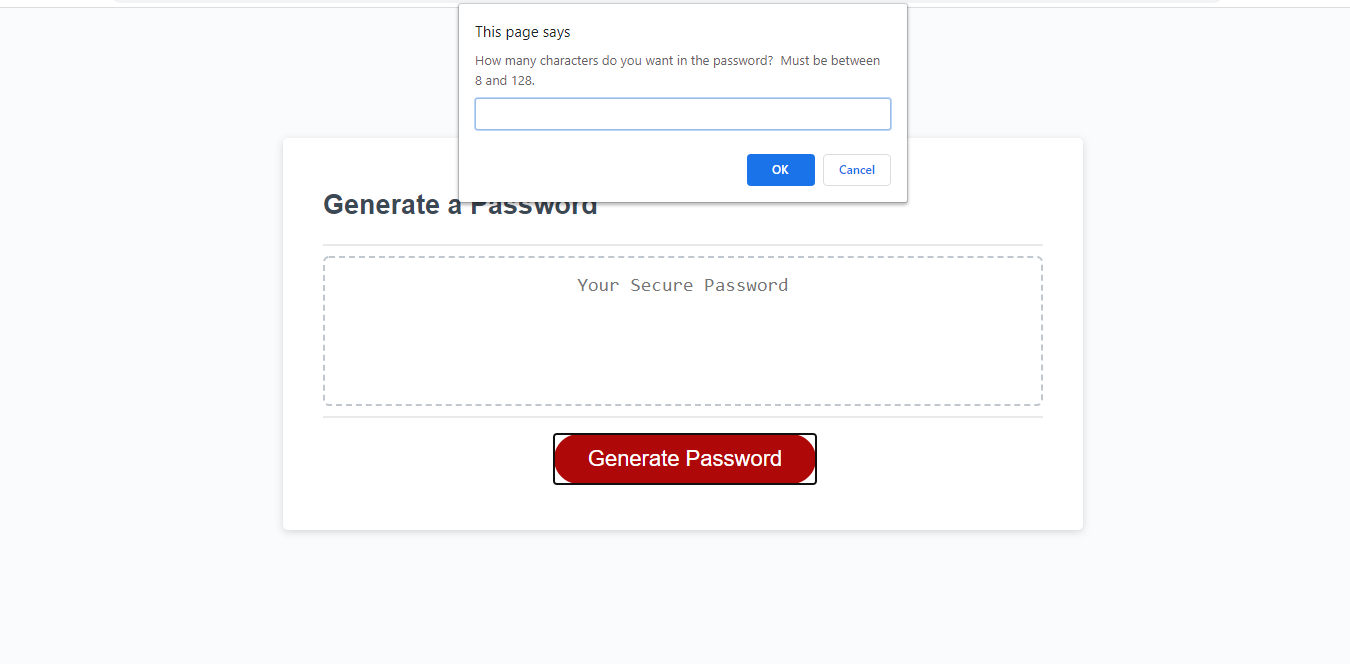 This page says
How many characters do you want in the password?  Must be between
8 and 128.
OK
Cancel
Generate a Password
Your Secure Password
Generate Password